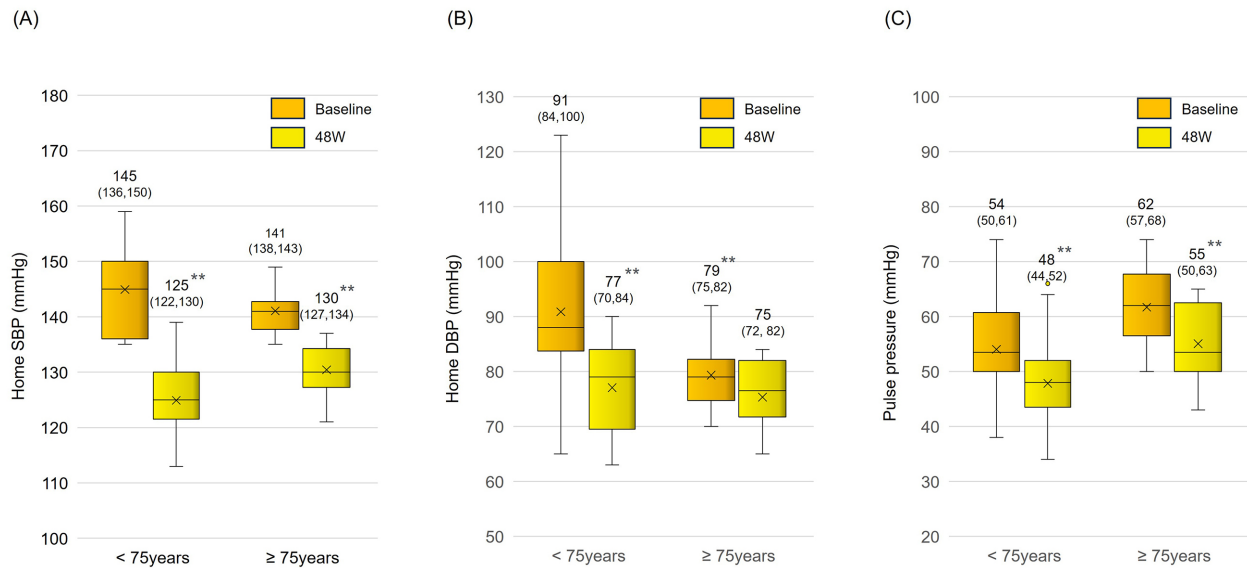 (A)
Home SBP (mmHg)
180
170
160
150
140
130
120
110
100
Baseline
48W
145
(136,150)
125 **
(122,130)
141
(138,143)
130 **
(127,134)
< 75years
≥ 75years
(B)
Home DBP (mmHg)
130
120
110
100
90
80
70
60
50
Baseline
48W
91
(84,100)
77 **
(70,84)
79 **
(75,82)
75
(72, 82)
< 75years
≥ 75years
(C)
Pulse pressure (mmHg)
100
90
80
70
60
50
40
30
20
Baseline
48W
54
(50,61)
48 **
(44,52)
62
(57,68)
55 **
(50,63)
< 75years
≥ 75years